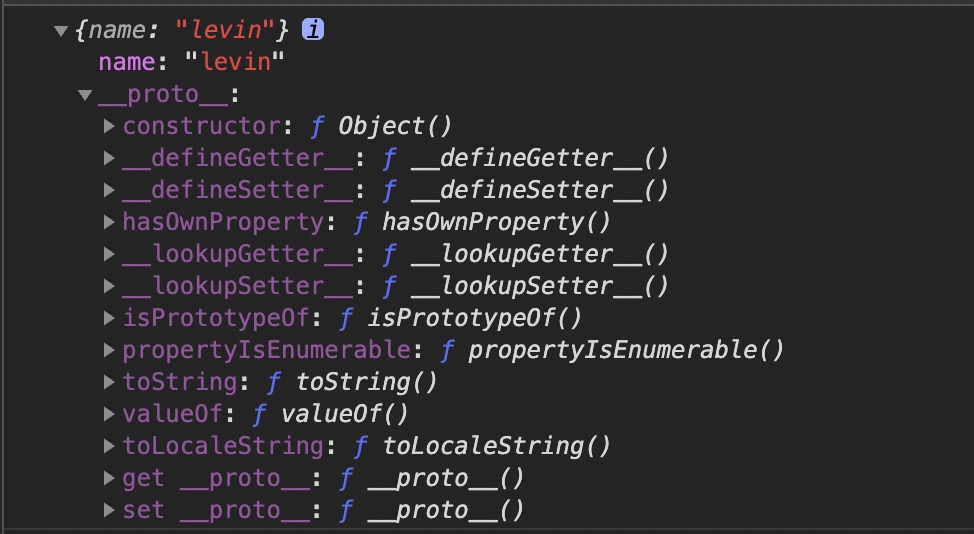 {name: "levin"} i
name: "levin"
__proto__:
constructor: ƒ Object()
__defineGetter__: ƒ __defineGetter__()
__defineSetter__: ƒ __defineSetter__()
hasOwnProperty: ƒ hasOwnProperty()
__lookupGetter__: ƒ __lookupGetter__()
__lookupSetter__: ƒ __lookupSetter__()
isPrototypeOf: ƒ isPrototypeOf()
propertyIsEnumerable: ƒ propertyIsEnumerable()
toString: ƒ toString()
valueOf: ƒ valueOf()
toLocaleString: ƒ toLocaleString()
get __proto__: ƒ __proto__()
set __proto__: ƒ __proto__()